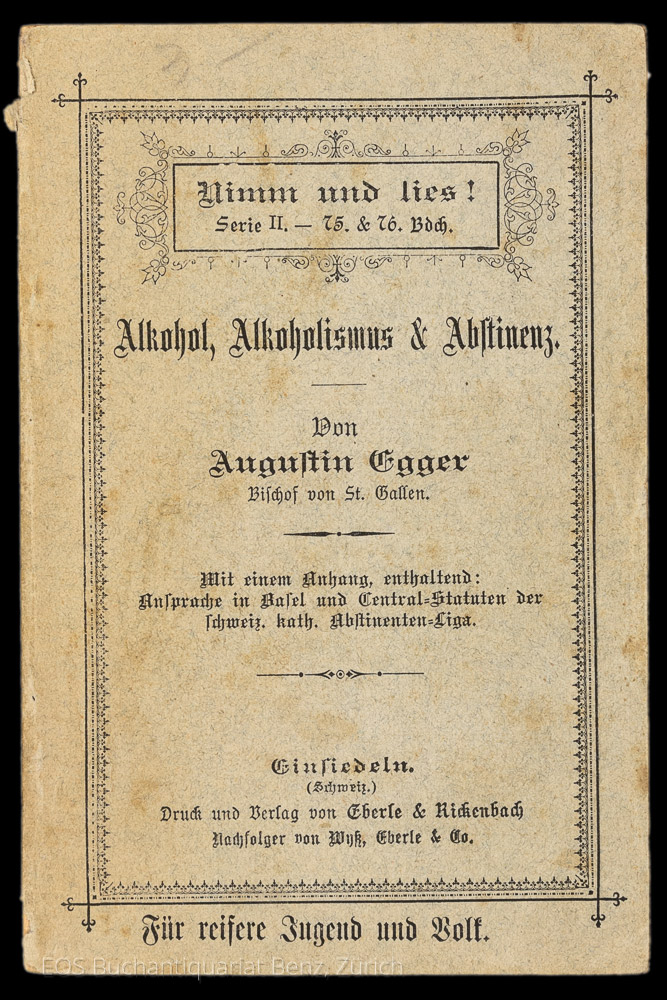 Nimm und lies!
Serie II. — 75. & 76. Bdch.
Alkohol, Alkoholismus & Abstinenz.
Von
Augustin Egger
Bischof von St. Gallen.
Mit einem Anhang, enthaltend:
Ansprache in Basel und Central-Statuten der
schweiz. kath. Abstinenten-Liga.
Einsiedeln.
(Schweiz.)
Druck und Verlag von Eberle & Rickenbach
Nachfolger von Wyß, Eberle & Co.
Für reifere Jugend und Volk.
EOS Buchantiquariat Benz, Zürich